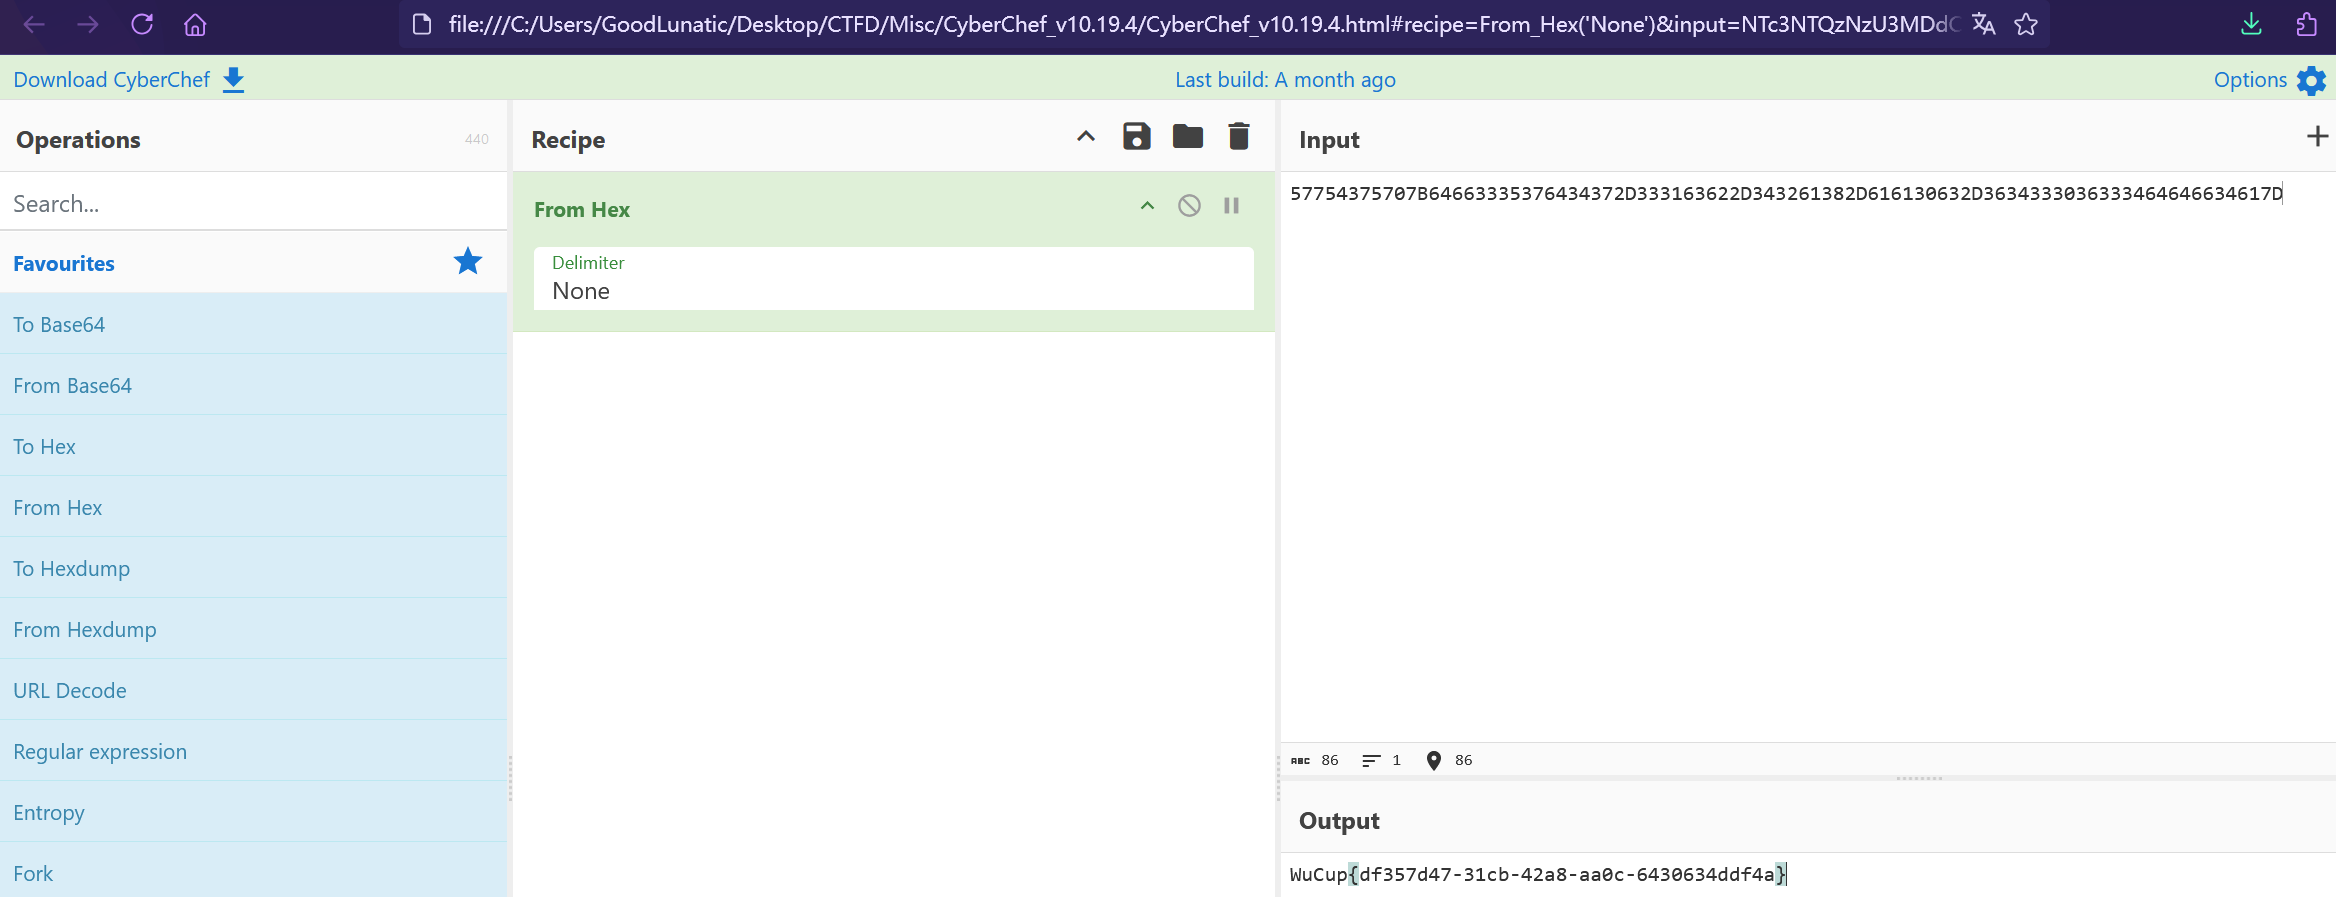 file:///C:/Users/GoodLunatic/Desktop/CTFD/Misc/CyberChef_v10.19.4/CyberChef_v10.19.4.html#recipe=From_Hex('None')&input=NTc3NTQzNzU3MDdC
Download CyberChef
Last build: A month ago
Options
Operations
440
Search...
Favourites
To Base64
From Base64
To Hex
From Hex
To Hexdump
From Hexdump
URL Decode
Regular expression
Entropy
Fork
Recipe
From Hex
Delimiter
None
Input
57754375707B64663335376434372D333163622D343261382D616130632D3634333036333464646634617D
ABC 86
1
86
Output
WuCup{df357d47-31cb-42a8-aa0c-6430634ddf4a}